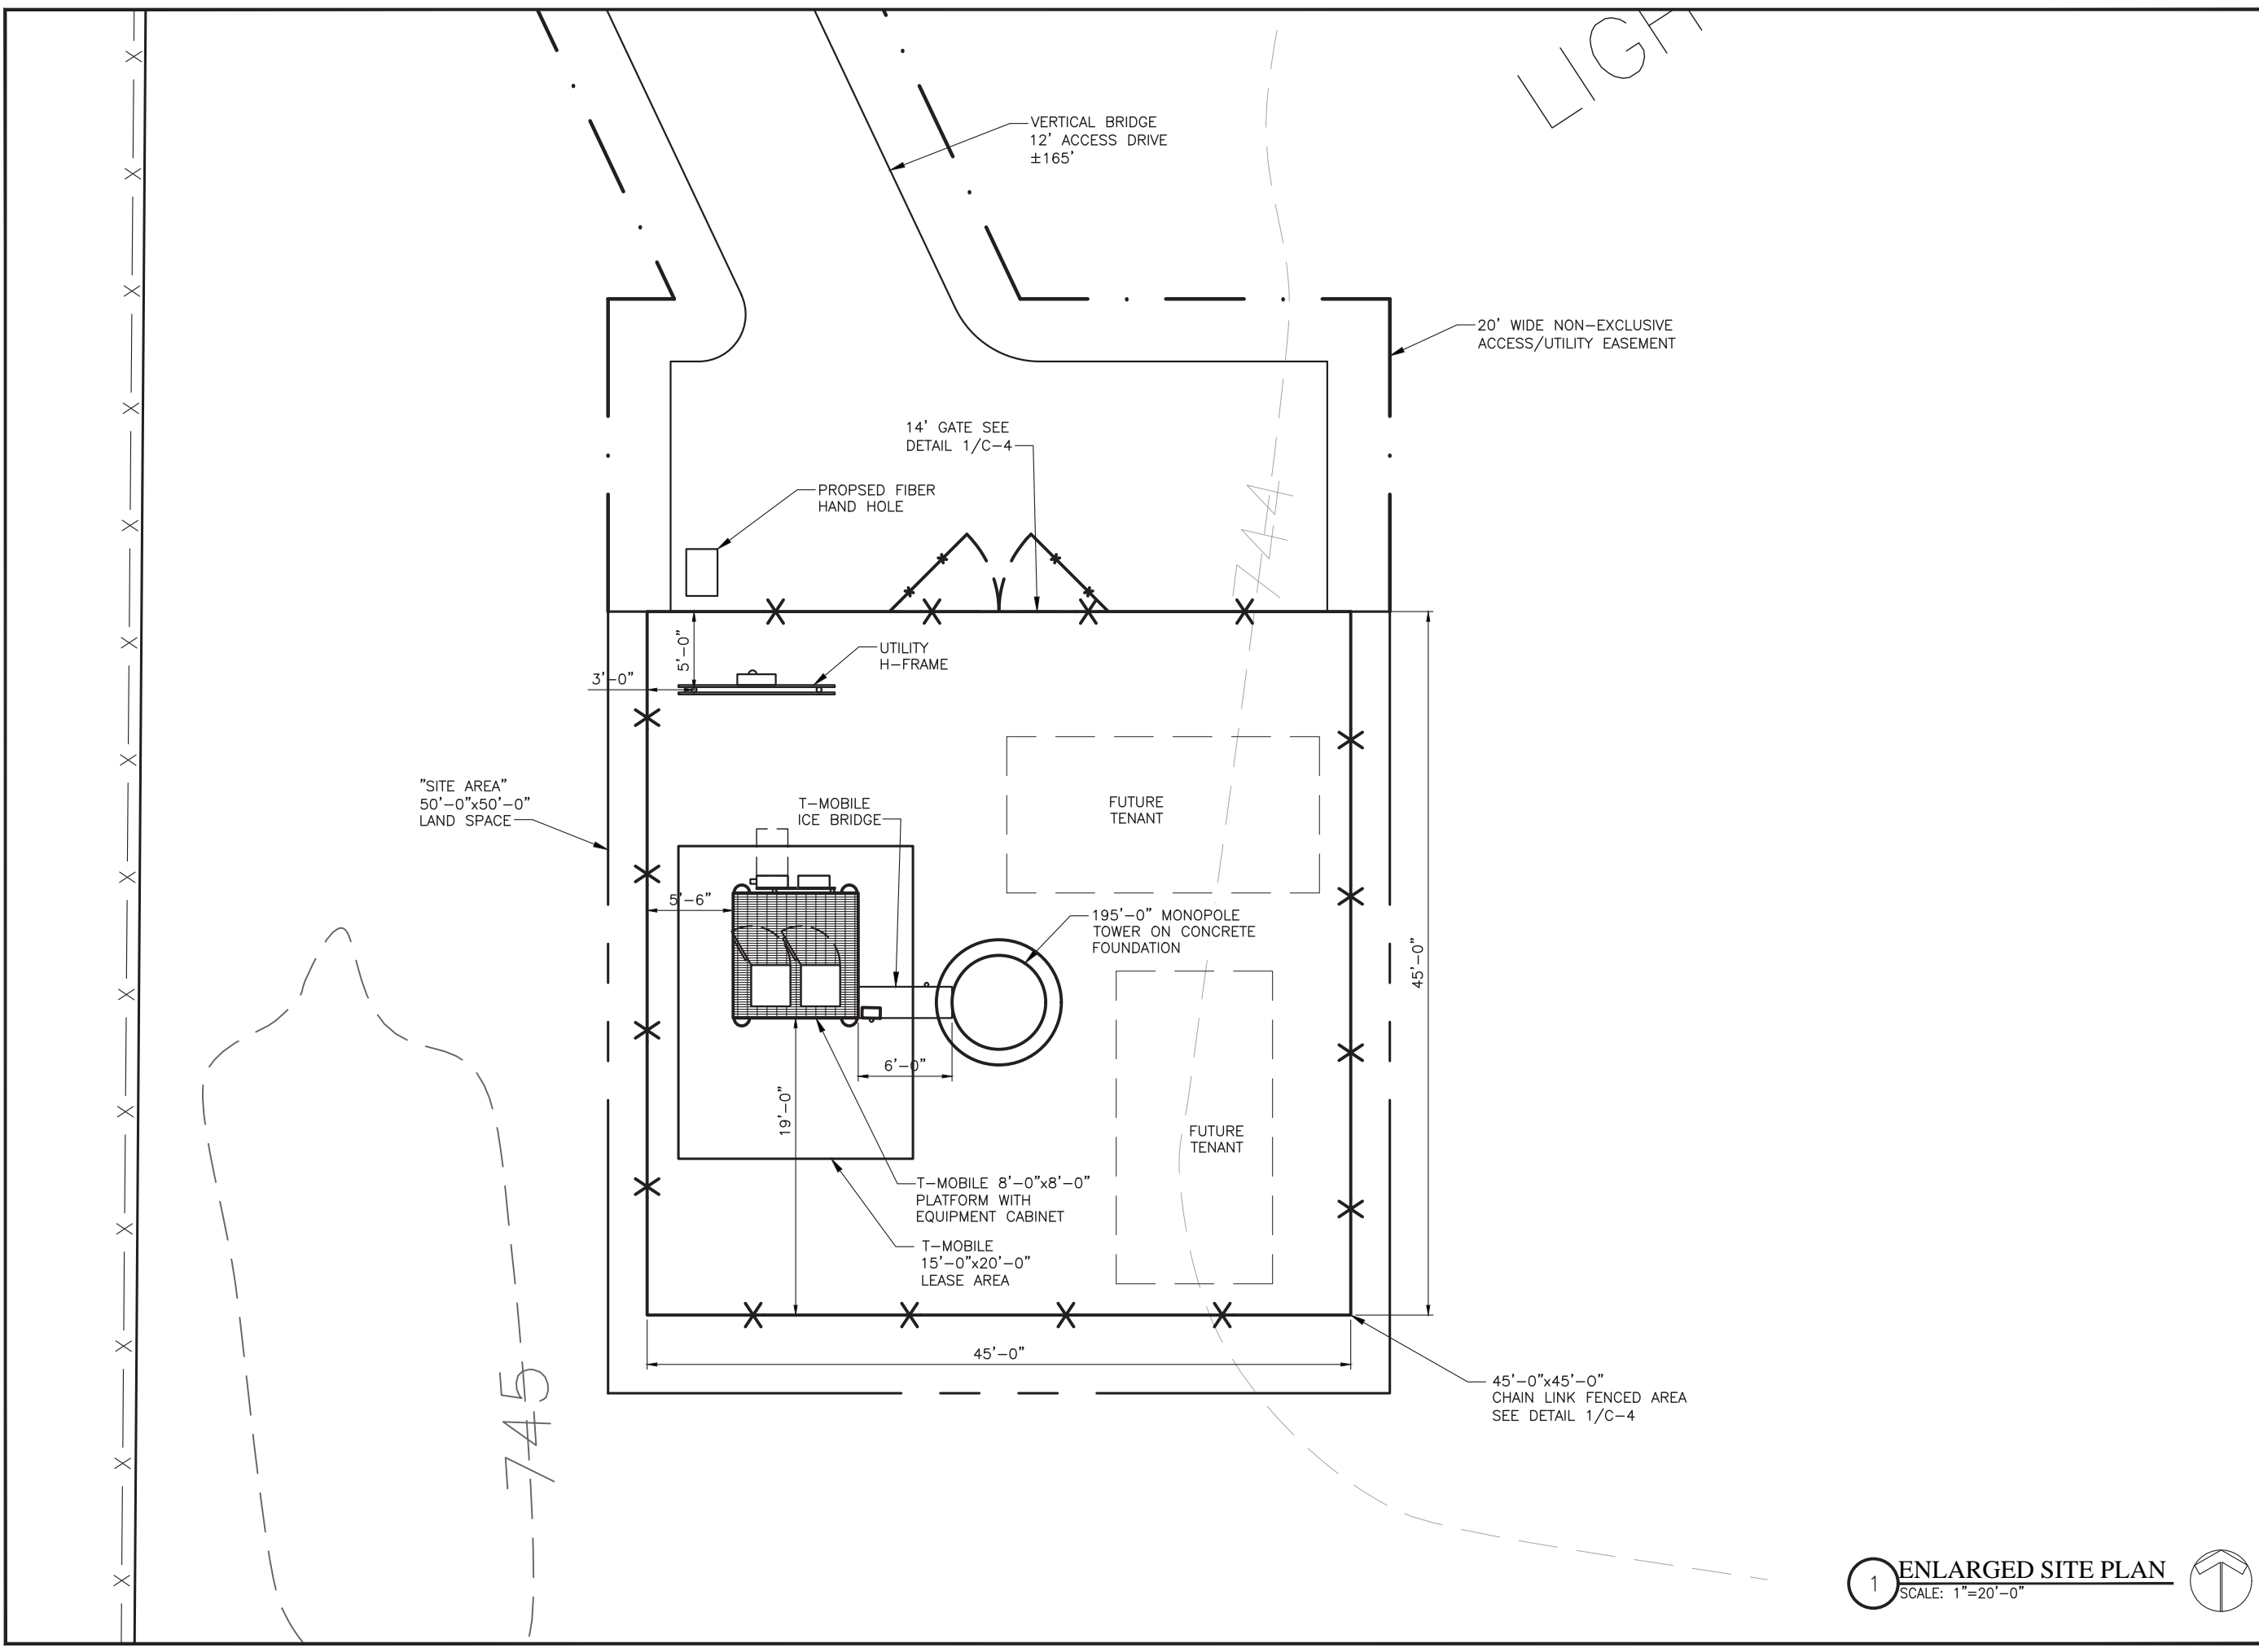 LIGH
VERTICAL BRIDGE
12' ACCESS DRIVE
±165'
20' WIDE NON-EXCLUSIVE
ACCESS/UTILITY EASEMENT
14' GATE SEE
DETAIL 1/C-4
PROPSED FIBER
HAND HOLE
744
5'-0"
UTILITY
H-FRAME
3'-0"
"SITE AREA"
50'-0"x50'-0"
LAND SPACE
T-MOBILE
ICE BRIDGE
FUTURE
TENANT
5'-6"
195'-0" MONOPOLE
TOWER ON CONCRETE
FOUNDATION
45'-0"
6'-0"
19'-0"
FUTURE
TENANT
T-MOBILE 8'-0"x8'-0"
PLATFORM WITH
EQUIPMENT CABINET
T-MOBILE
15'-0"x20'-0"
LEASE AREA
45'-0"
745
45'-0"x45'-0"
CHAIN LINK FENCED AREA
SEE DETAIL 1/C-4
1 ENLARGED SITE PLAN
SCALE: 1"=20'-0"